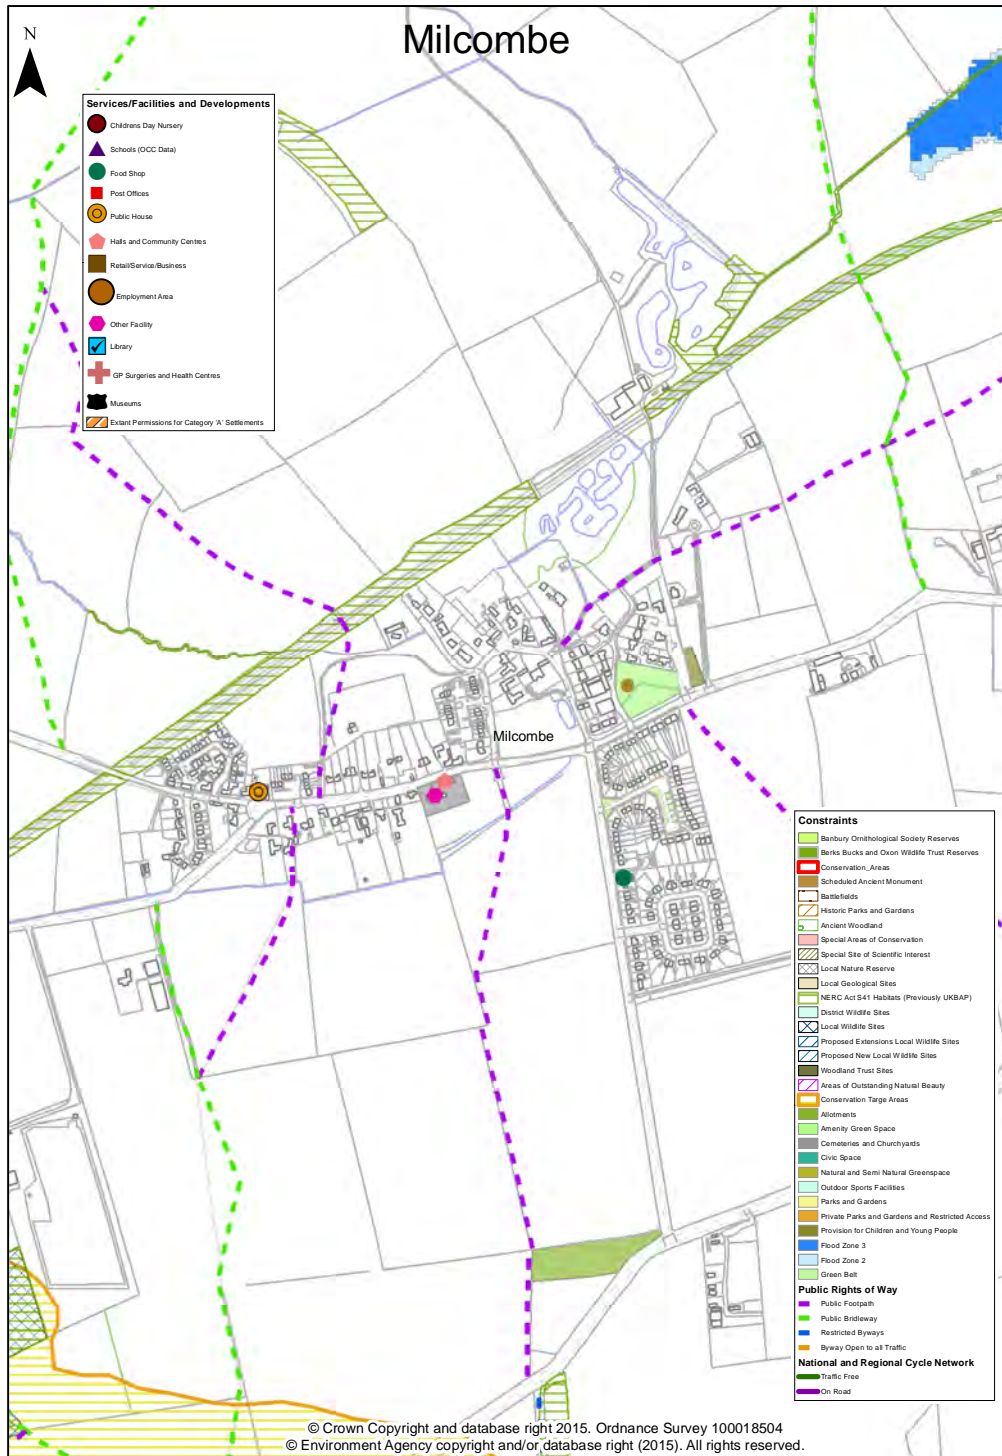 Milcombe
N
Services/Facilities and Developments
Childrens Day Nursery
Schools (OCC Data)
Food Shop
Post Offices
Public House
Halls and Community Centres
Retail/Service/Business
Employment Area
Other Facility
Library
GP Surgeries and Health Centres
Museums
Extant Permissions for Category 'A' Settlements
Milcombe
Constraints
Banbury Ornithological Society Reserves
Berks Bucks and Oxon Wildlife Trust Reserves
Conservation_Areas
Scheduled Ancient Monument
Battlefields
Historic Parks and Gardens
Ancient Woodland
Special Areas of Conservation
Special Site of Scientific Interest
Local Nature Reserve
Local Geological Sites
NERC Act S41 Habitats (Previously UKBAP)
District Wildlife Sites
Local Wildlife Sites
Proposed Extensions Local Wildlife Sites
Proposed New Local Wildlife Sites
Woodland Trust Sites
Areas of Outstanding Natural Beauty
Conservation Targe Areas
Allotments
Amenity Green Space
Cemeteries and Churchyards
Civic Space
Natural and Semi Natural Greenspace
Outdoor Sports Facilities
Parks and Gardens
Private Parks and Gardens and Restricted Access
Provision for Children and Young People
Flood Zone 3
Flood Zone 2
Green Belt
Public Rights of Way
Public Footpath
Public Bridleway
Restricted Byways
Byway Open to all Traffic
National and Regional Cycle Network
Traffic Free
On Road
© Crown Copyright and database right 2015. Ordnance Survey 100018504
© Environment Agency copyright and/or database right (2015). All rights reserved.